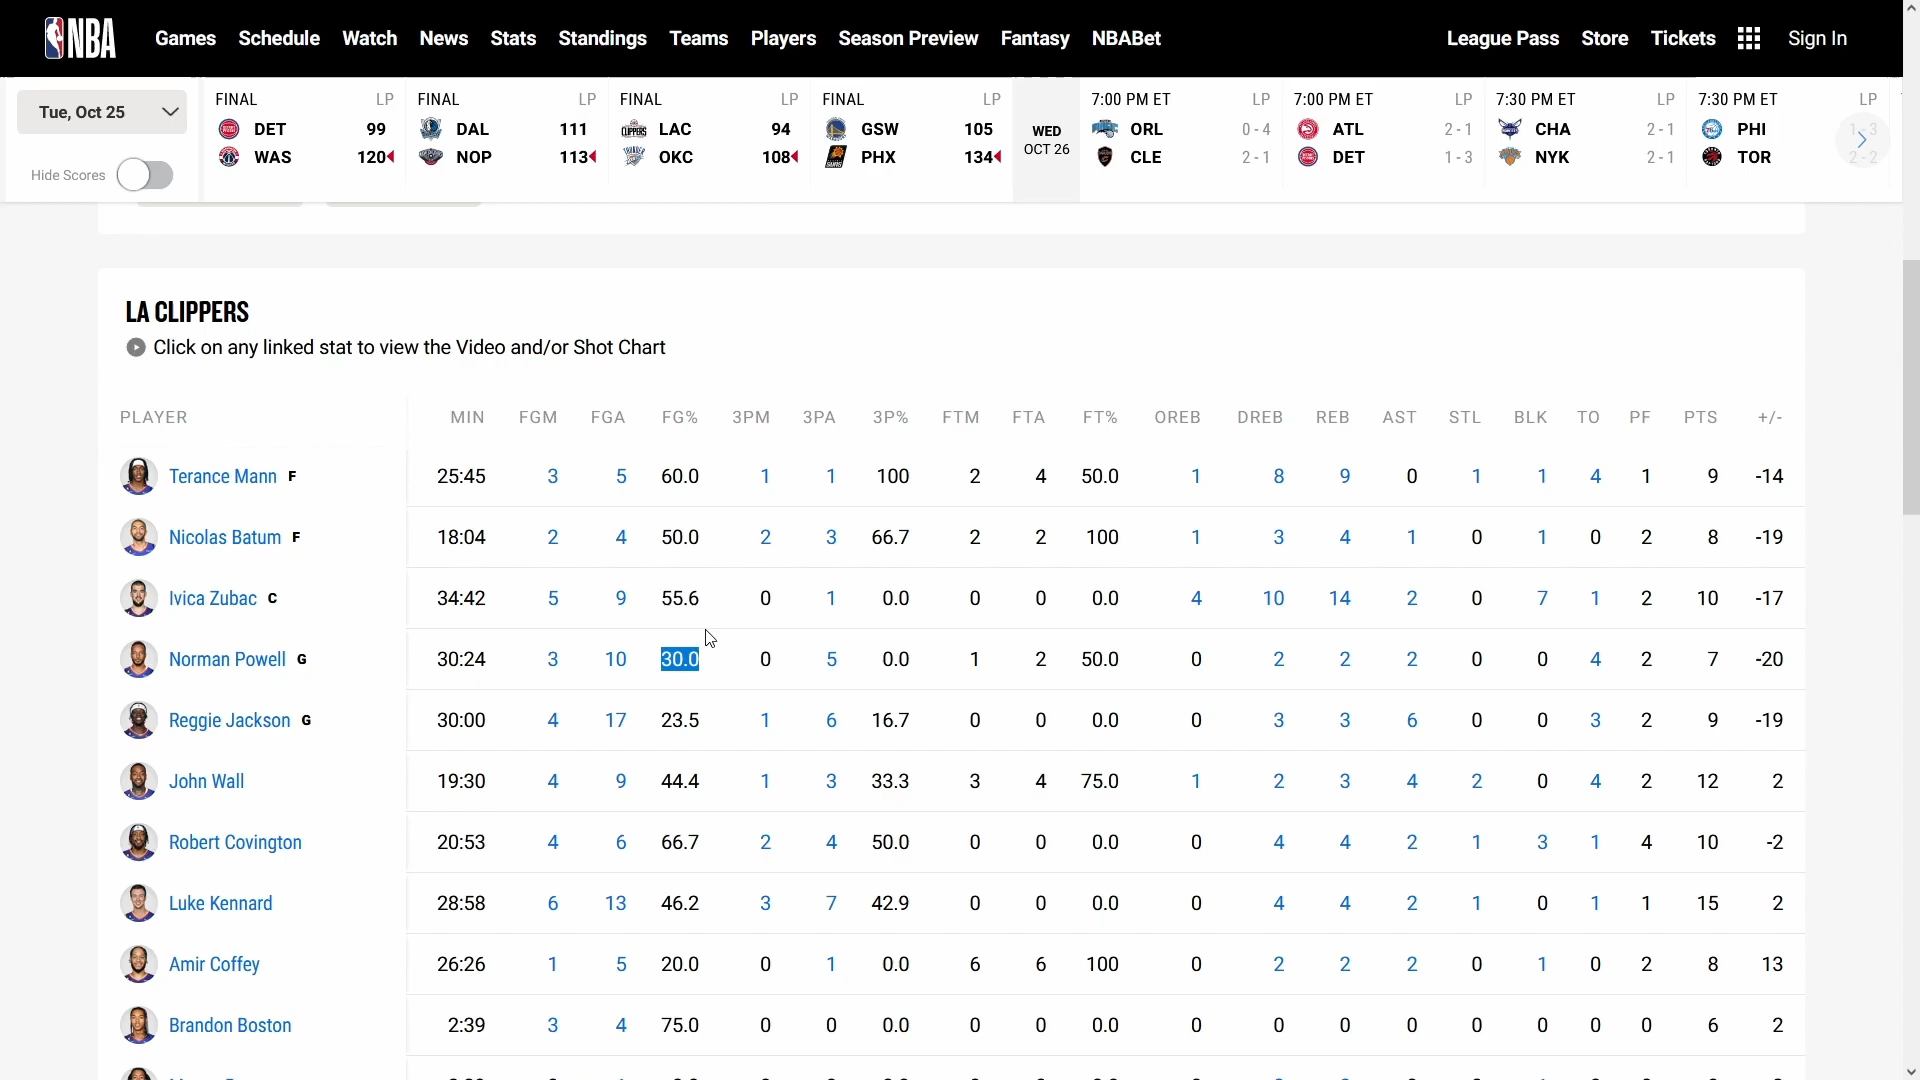 NBA Games Schedule Watch News Stats Standings Teams Players Season Preview Fantasy NBABet League Pass Store Tickets Sign In
Tue, Oct 25
Hide Scores
FINAL LP
DET 99
WAS 120
FINAL LP
DAL 111
NOP 113
FINAL LP
LAC 94
OKC 108
FINAL LP
GSW 105
PHX 134
WED
OCT 26
7:00 PM ET LP
ORL 0 - 4
CLE 2 - 1
7:00 PM ET LP
ATL 2 - 1
DET 1 - 3
7:30 PM ET LP
CHA 2 - 1
NYK 2 - 1
7:30 PM ET LP
PHI 1 - 3
TOR 2 - 2
LA CLIPPERS
Click on any linked stat to view the Video and/or Shot Chart
PLAYER MIN FGM FGA FG% 3PM 3PA 3P% FTM FTA FT% OREB DREB REB AST STL BLK TO PF PTS +/-
Terance Mann F 25:45 3 5 60.0 1 1 100 2 4 50.0 1 8 9 0 1 1 4 1 9 -14
Nicolas Batum F 18:04 2 4 50.0 2 3 66.7 2 2 100 1 3 4 1 0 1 0 2 8 -19
Ivica Zubac C 34:42 5 9 55.6 0 1 0.0 0 0 0.0 4 10 14 2 0 7 1 2 10 -17
Norman Powell G 30:24 3 10 30.0 0 5 0.0 1 2 50.0 0 2 2 2 0 0 4 2 7 -20
Reggie Jackson G 30:00 4 17 23.5 1 6 16.7 0 0 0.0 0 3 3 6 0 0 3 2 9 -19
John Wall 19:30 4 9 44.4 1 3 33.3 3 4 75.0 1 2 3 4 2 0 4 2 12 2
Robert Covington 20:53 4 6 66.7 2 4 50.0 0 0 0.0 0 4 4 2 1 3 1 4 10 -2
Luke Kennard 28:58 6 13 46.2 3 7 42.9 0 0 0.0 0 4 4 2 1 0 1 1 15 2
Amir Coffey 26:26 1 5 20.0 0 1 0.0 6 6 100 0 2 2 2 0 1 0 2 8 13
Brandon Boston 2:39 3 4 75.0 0 0 0.0 0 0 0.0 0 0 0 0 0 0 0 0 6 2